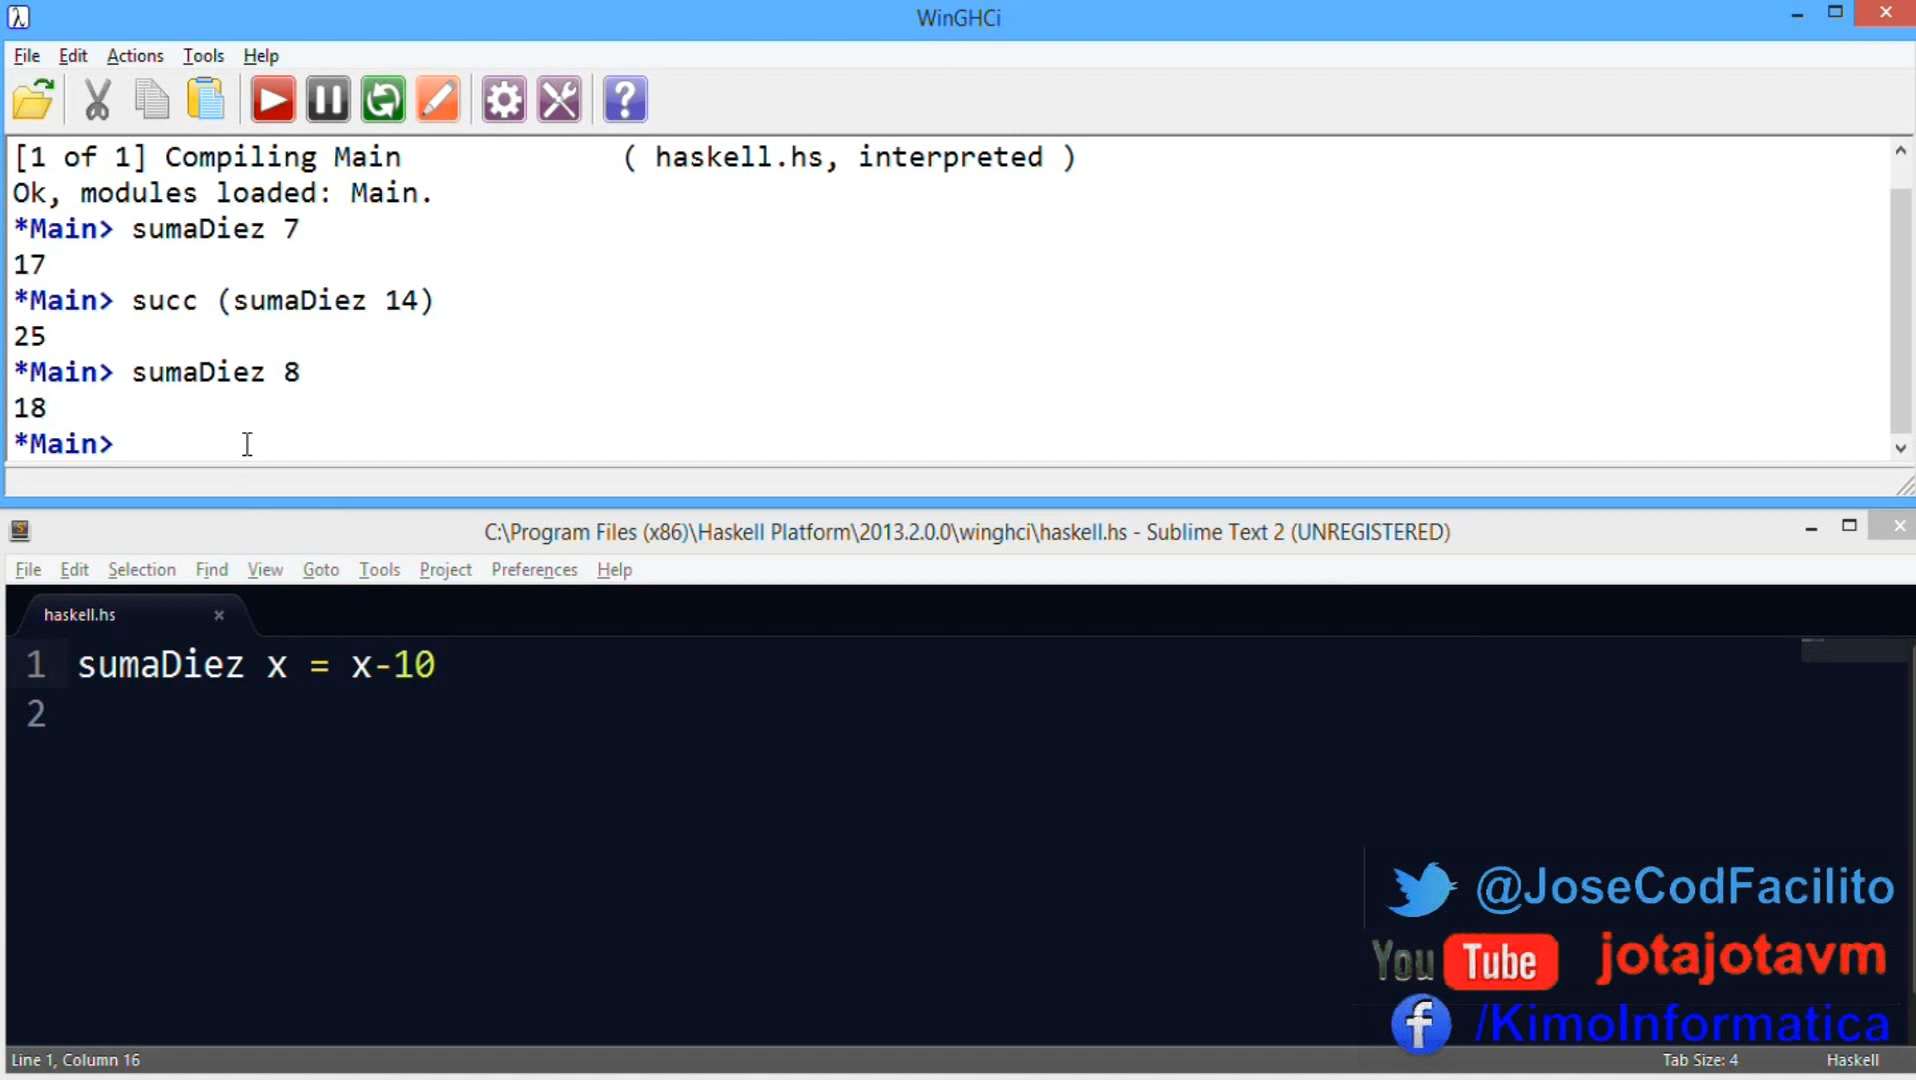 WinGHCi
File Edit Actions Tools Help
[1 of 1] Compiling Main ( haskell.hs, interpreted )
Ok, modules loaded: Main.
*Main> sumaDiez 7
17
*Main> succ (sumaDiez 14)
25
*Main> sumaDiez 8
18
*Main>
C:\Program Files (x86)\Haskell Platform\2013.2.0.0\winghci\haskell.hs - Sublime Text 2 (UNREGISTERED)
File Edit Selection Find View Goto Tools Project Preferences Help
haskell.hs
1 sumaDiez x = x-10
2
@JoseCodFacilito
You Tube jotajotavm
/KimoInformatica
Line 1, Column 16 Tab Size: 4 Haskell